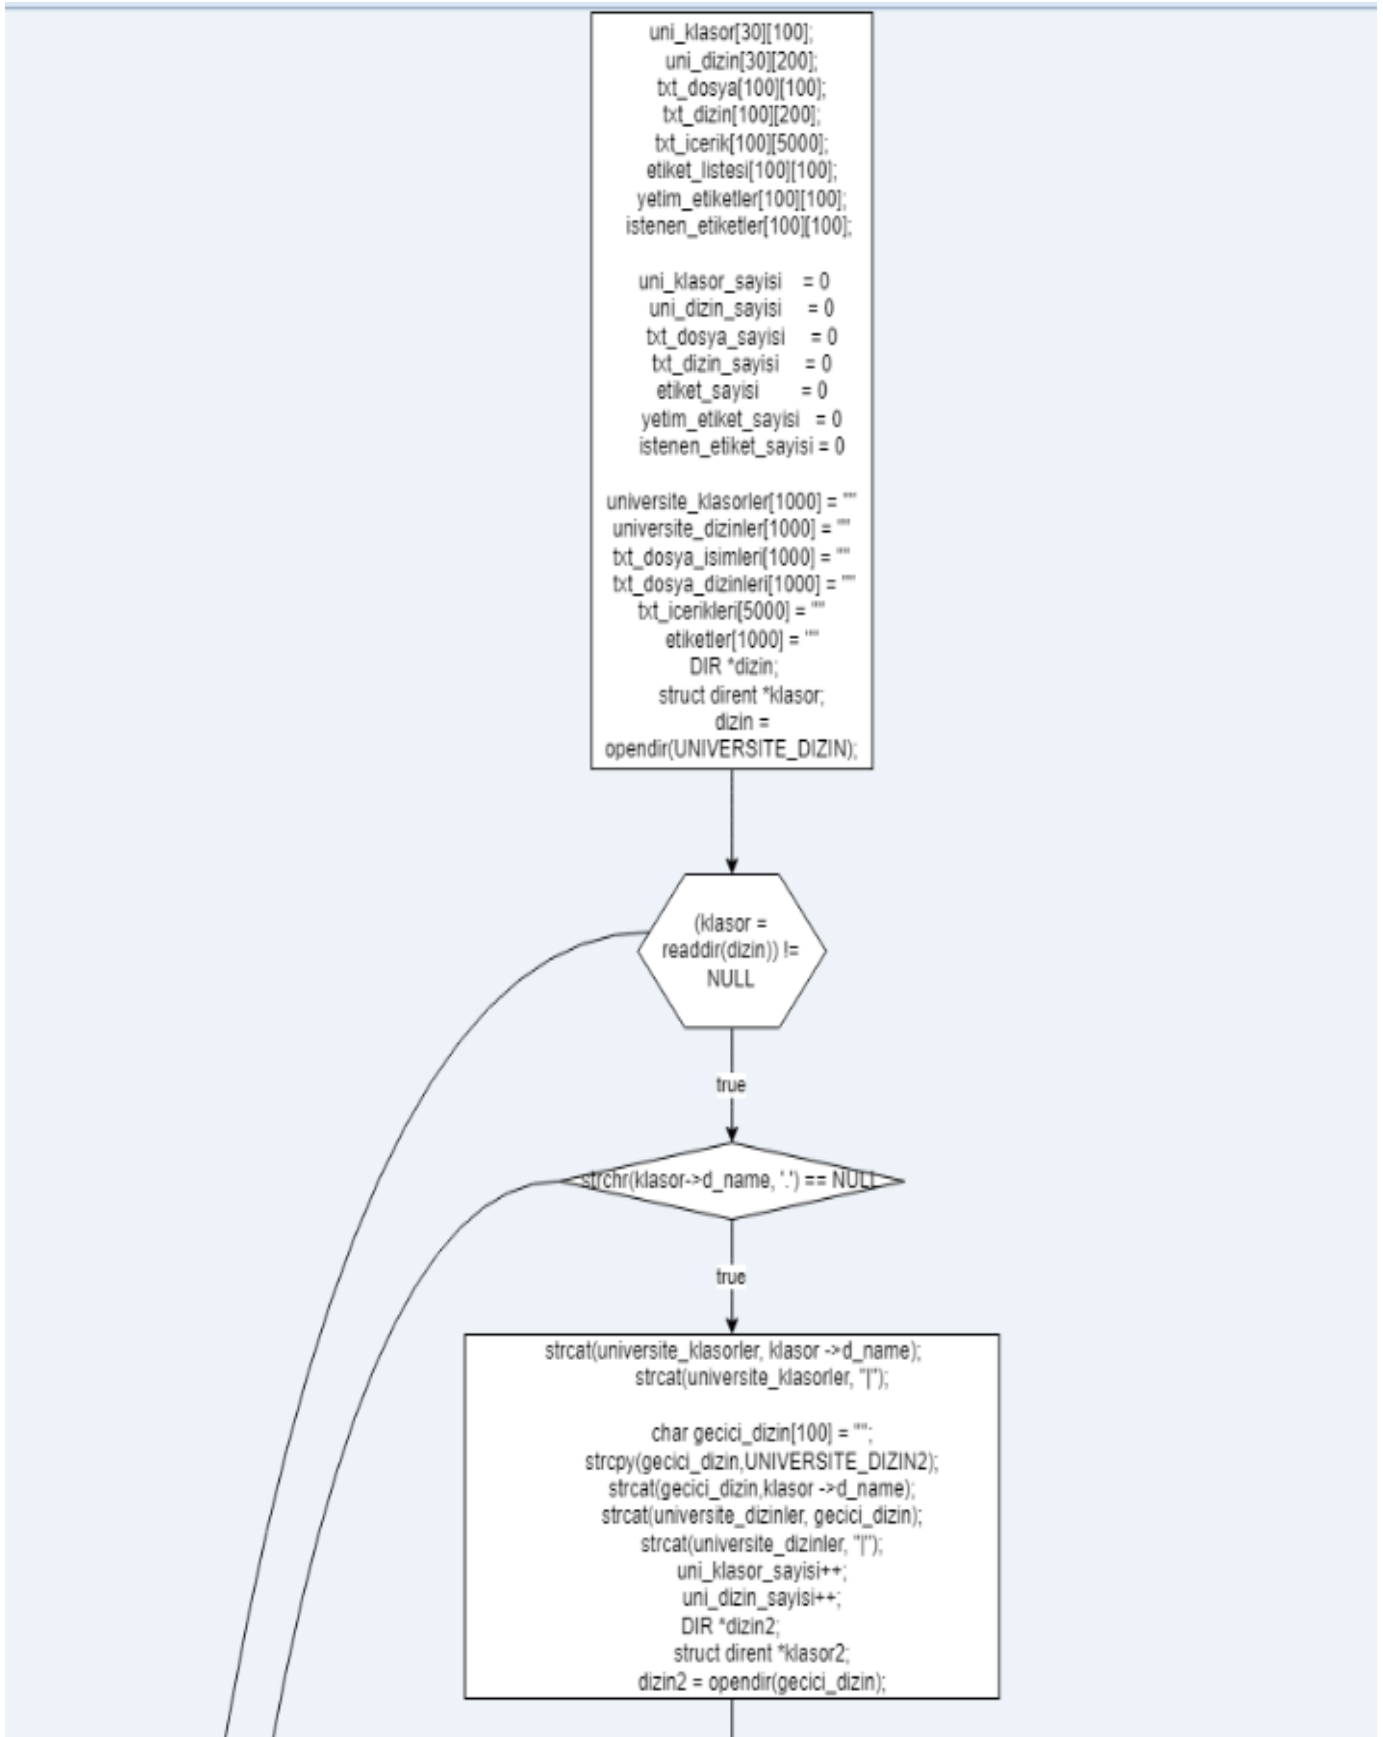 uni_klasor[30][100];
uni_dizin[30][200];
txt_dosya[100][100];
txt_dizin[100][200];
txt_icerik[100][5000];
etiket_listesi[100][100];
yetim_etiketler[100][100];
istenen_etiketler[100][100];
uni_klasor_sayisi = 0
uni_dizin_sayisi = 0
txt_dosya_sayisi = 0
txt_dizin_sayisi = 0
etiket_sayisi = 0
yetim_etiket_sayisi = 0
istenen_etiket_sayisi = 0
universite_klasorler[1000] = ""
universite_dizinler[1000] = ""
txt_dosya_isimleri[1000] = ""
txt_dosya_dizinleri[1000] = ""
txt_icerikleri[5000] = ""
etiketler[1000] = ""
DIR *dizin;
struct dirent *klasor;
dizin =
opendir(UNIVERSITE_DIZIN);
(klasor =
readdir(dizin)) !=
NULL
true
strchr(klasor->d_name, '.') == NULL
true
strcat(universite_klasorler, klasor ->d_name);
strcat(universite_klasorler, "|");
char gecici_dizin[100] = "";
strcpy(gecici_dizin,UNIVERSITE_DIZIN2);
strcat(gecici_dizin,klasor ->d_name);
strcat(universite_dizinler, gecici_dizin);
strcat(universite_dizinler, "|");
uni_klasor_sayisi++;
uni_dizin_sayisi++;
DIR *dizin2;
struct dirent *klasor2;
dizin2 = opendir(gecici_dizin);